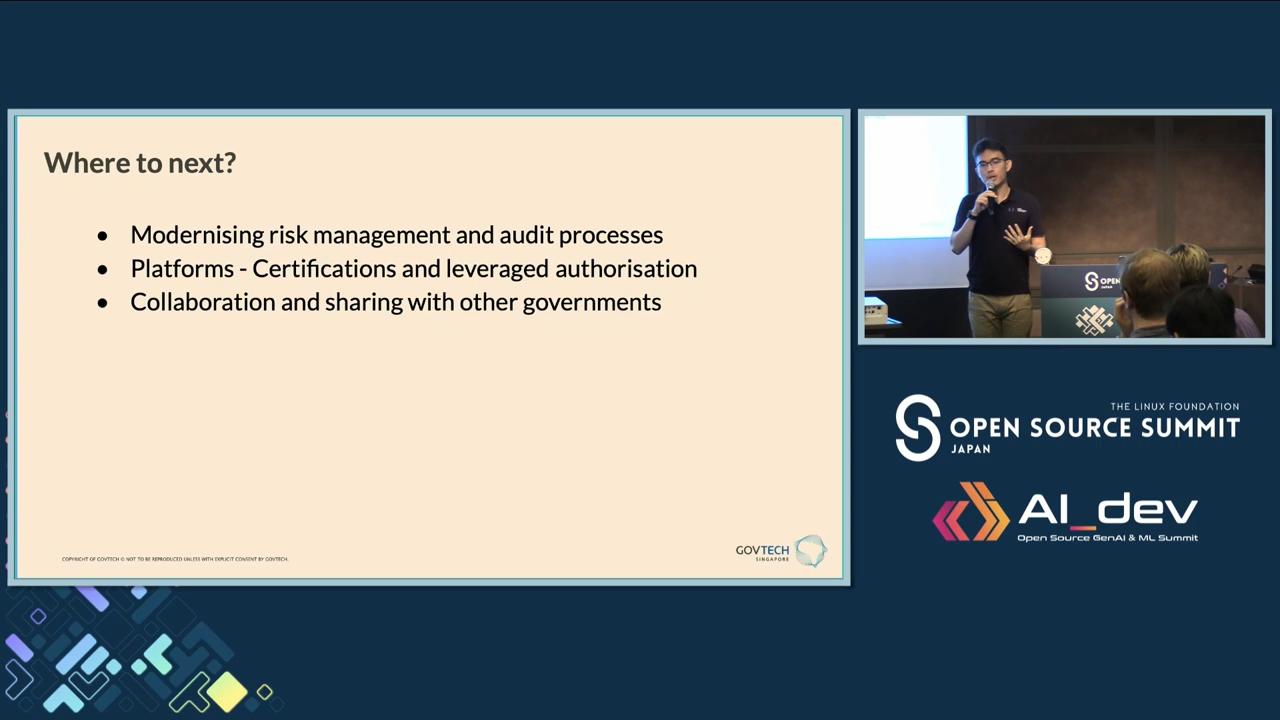 Where to next?
● Modernising risk management and audit processes
● Platforms - Certifications and leveraged authorisation
● Collaboration and sharing with other governments
COPYRIGHT OF GOVTECH © NOT TO BE REPRODUCED UNLESS WITH EXPLICIT CONSENT BY GOVTECH.
GOVTECH
SINGAPORE
OPEN
JAPAN
THE LINUX FOUNDATION
OPEN SOURCE SUMMIT
JAPAN
AI_dev
Open Source GenAI & ML Summit